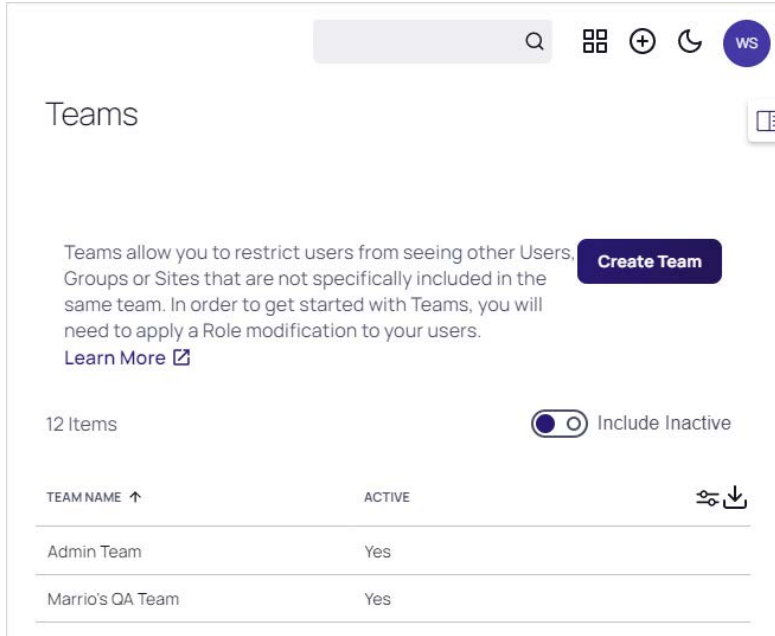 WS
Teams
Teams allow you to restrict users from seeing other Users,
Groups or Sites that are not specifically included in the
same team. In order to get started with Teams, you will
need to apply a Role modification to your users.
Learn More
Create Team
12 Items
Include Inactive
TEAM NAME ACTIVE
Admin Team Yes
Marrio's QA Team Yes